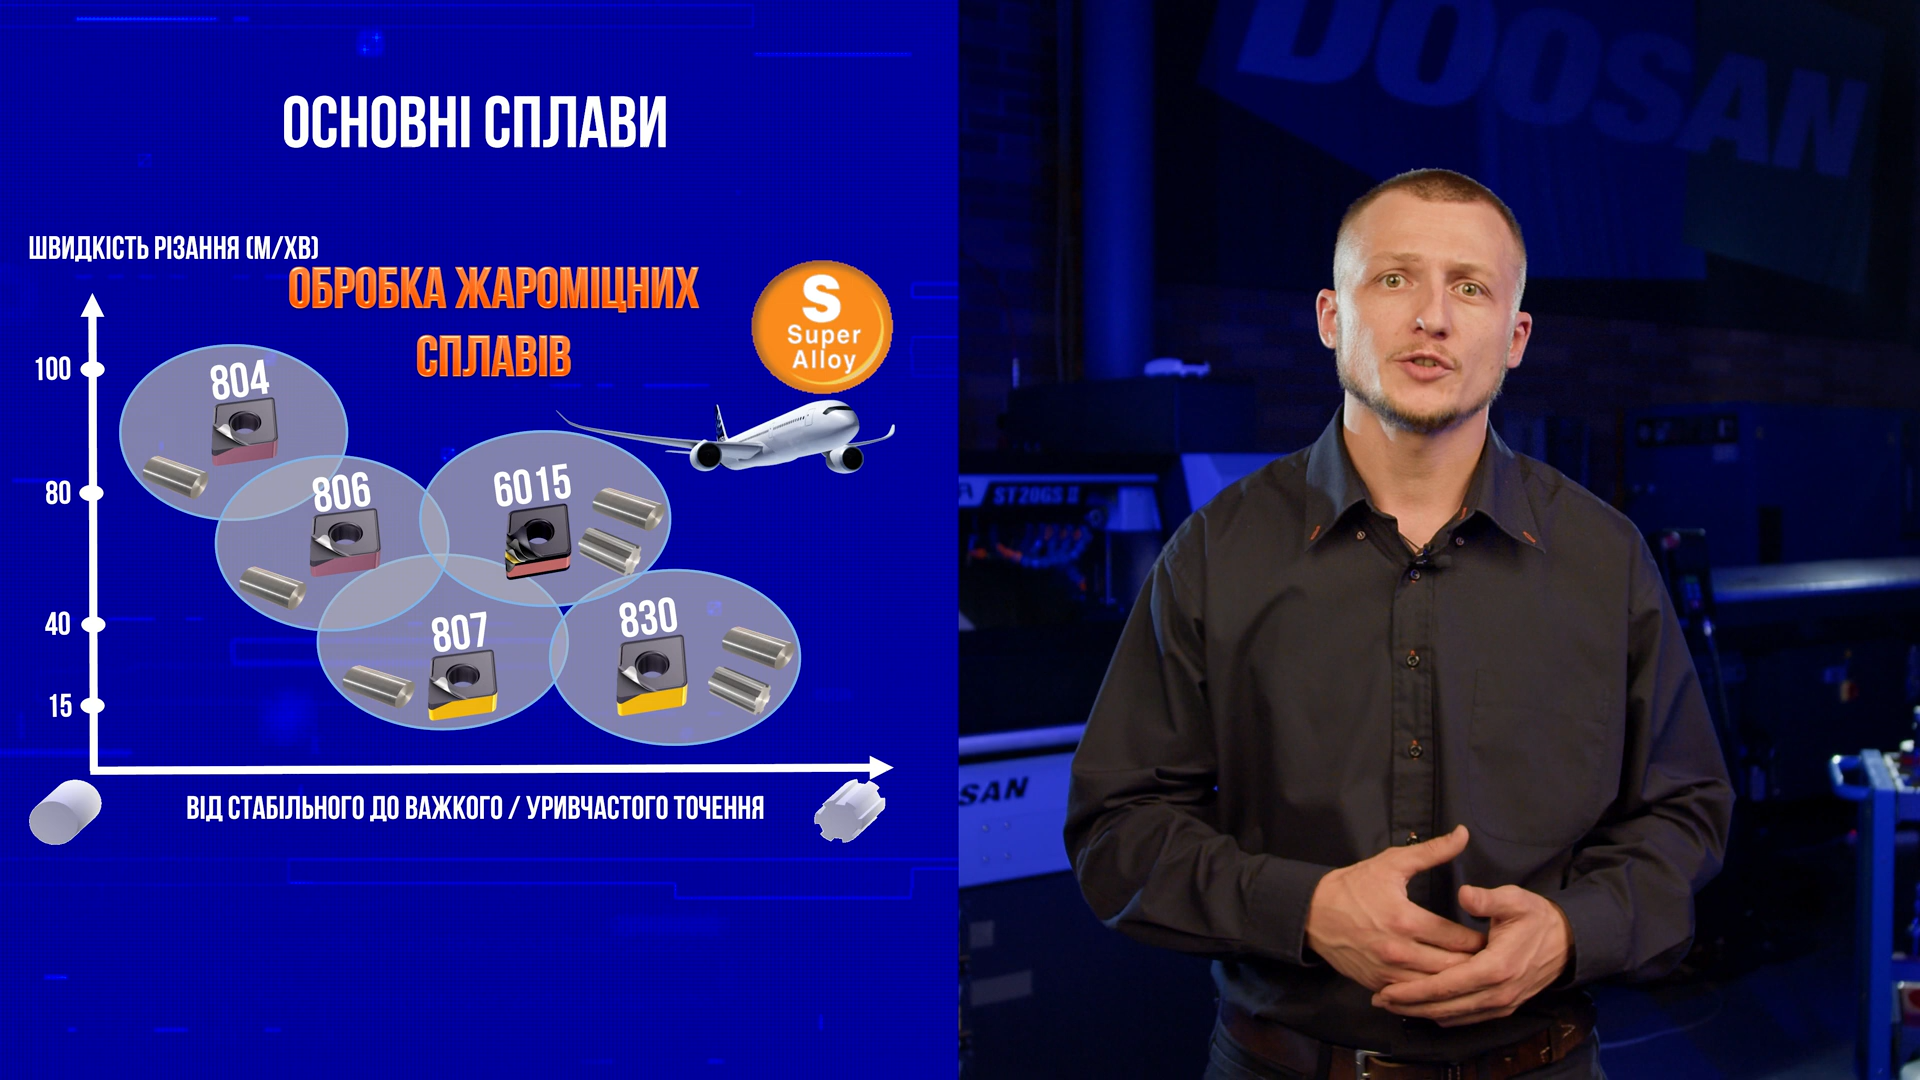 ОСНОВНІ СПЛАВИ
ШВИДКІСТЬ РІЗАННЯ (М/ХВ)
ОБРОБКА ЖАРОМІЦНИХ
СПЛАВІВ
S
Super
Alloy
100
804
80
806
6015
40
807
830
15
ВІД СТАБІЛЬНОГО ДО ВАЖКОГО / УРИВЧАСТОГО ТОЧЕННЯ
DOOSAN
ST20GS II
SAN